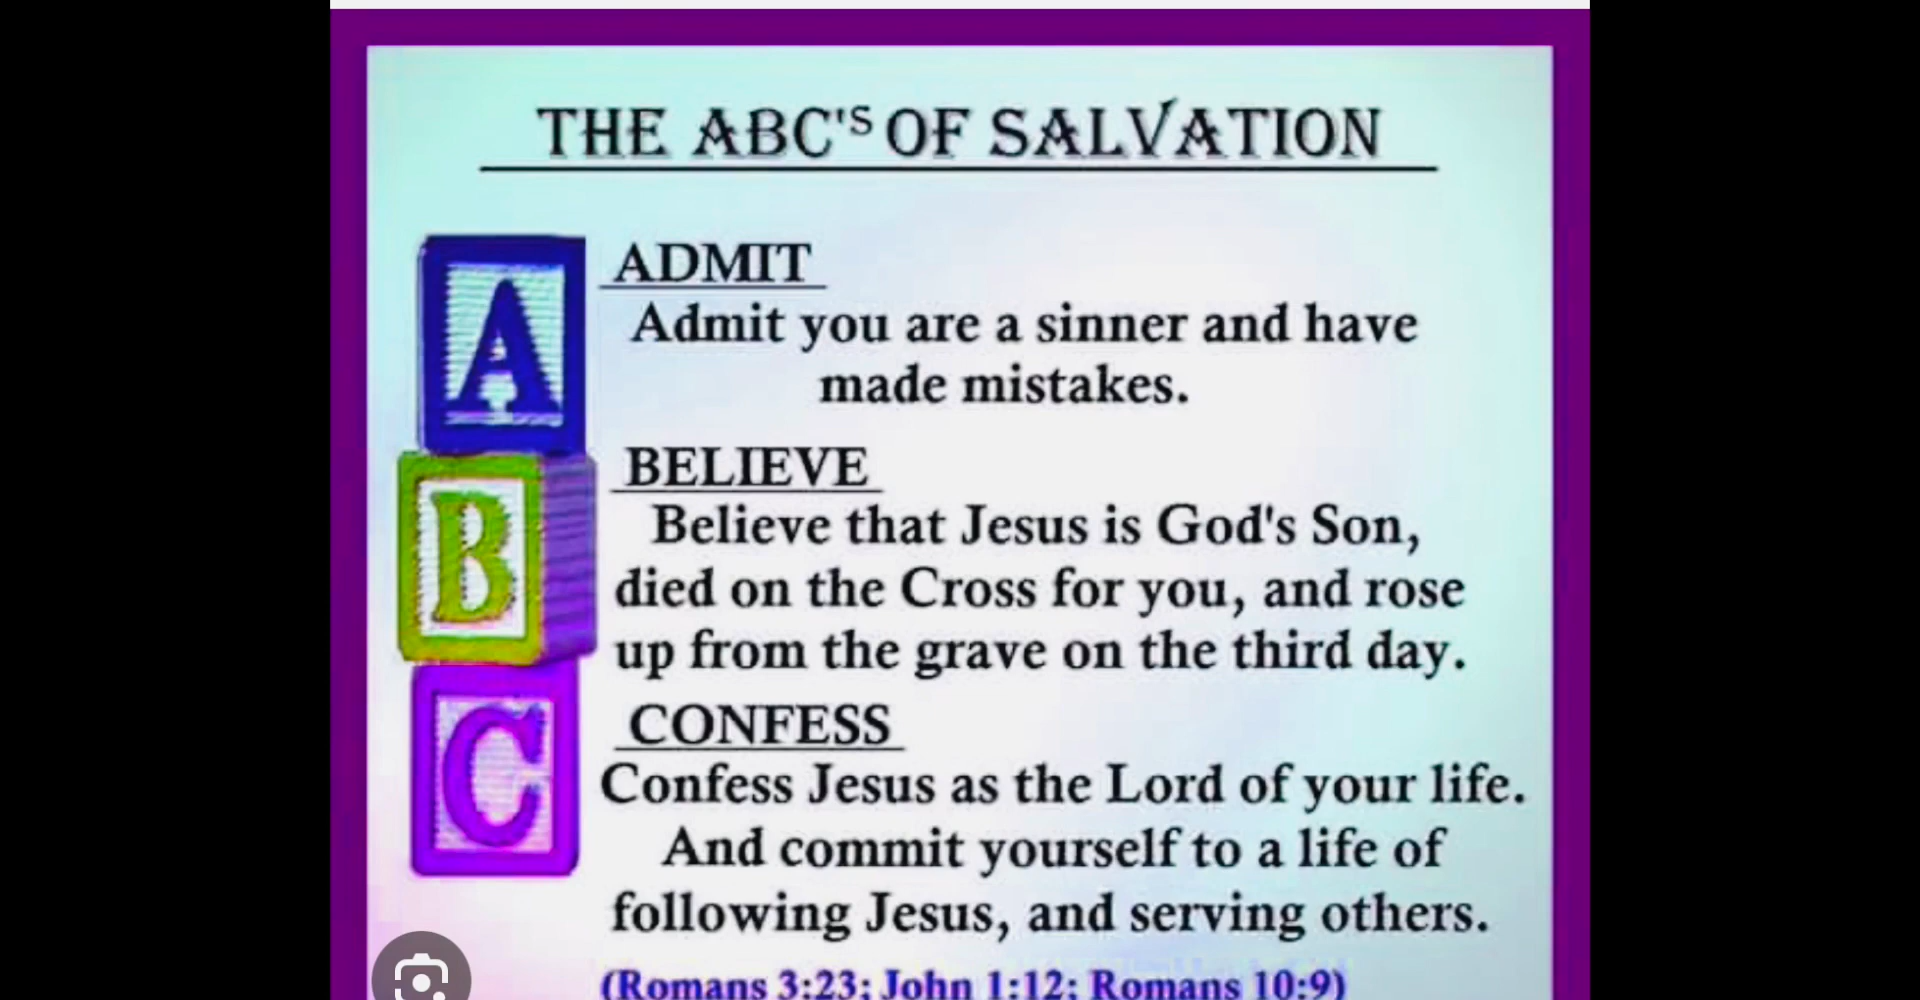 THE ABC'S OF SALVATION
A
ADMIT
Admit you are a sinner and have
made mistakes.
B
BELIEVE
Believe that Jesus is God's Son,
died on the Cross for you, and rose
up from the grave on the third day.
C
CONFESS
Confess Jesus as the Lord of your life.
And commit yourself to a life of
following Jesus, and serving others.
(Romans 3:23; John 1:12; Romans 10:9)